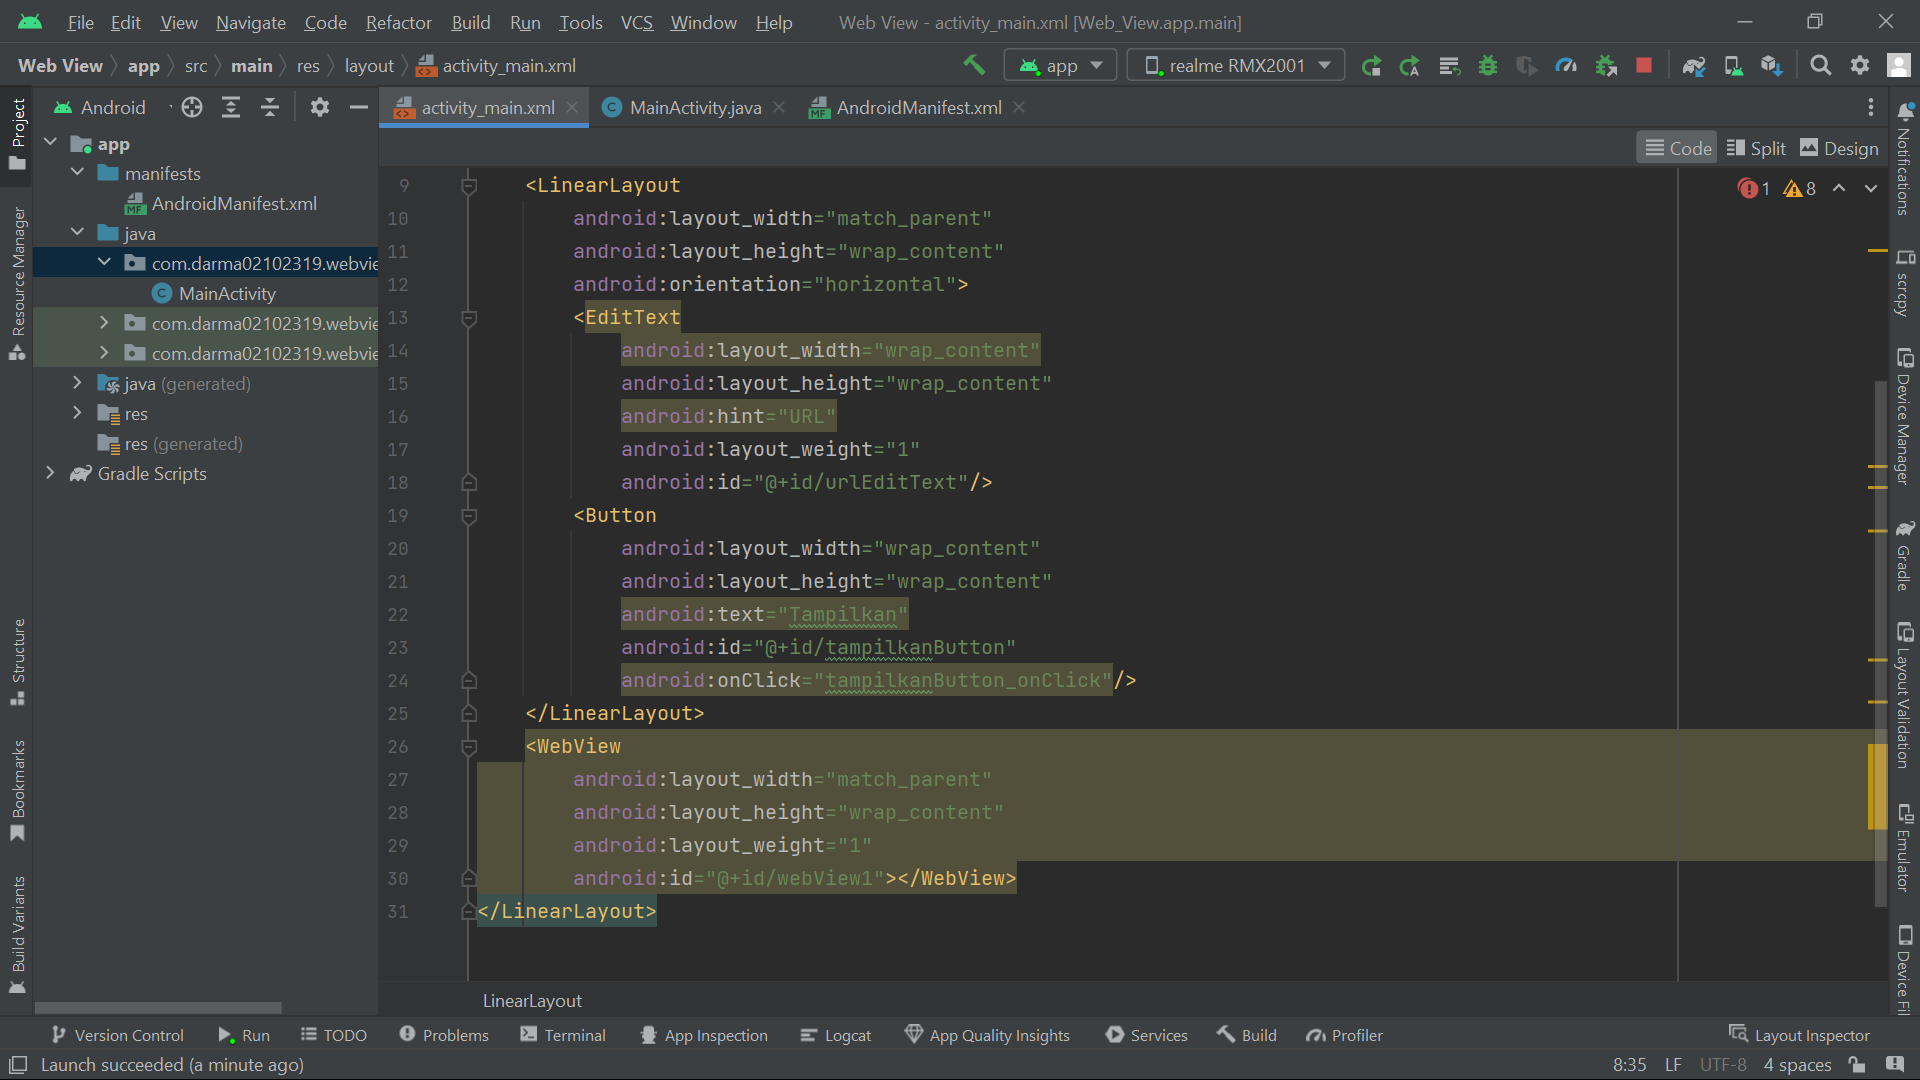 File Edit View Navigate Code Refactor Build Run Tools VCS Window Help Web View - activity_main.xml [Web_View.app.main]
Web View app src main res layout activity_main.xml app realme RMX2001
Project
Android
activity_main.xml MainActivity.java AndroidManifest.xml
Code Split Design
app
manifests
AndroidManifest.xml
java
com.darma02102319.webvie
MainActivity
com.darma02102319.webvie
com.darma02102319.webvie
java (generated)
res
res (generated)
Gradle Scripts
Resource Manager
Structure
Bookmarks
Build Variants
1 8
9 <LinearLayout
10 android:layout_width="match_parent"
11 android:layout_height="wrap_content"
12 android:orientation="horizontal">
13 <EditText
14 android:layout_width="wrap_content"
15 android:layout_height="wrap_content"
16 android:hint="URL"
17 android:layout_weight="1"
18 android:id="@+id/urlEditText"/>
19 <Button
20 android:layout_width="wrap_content"
21 android:layout_height="wrap_content"
22 android:text="Tampilkan"
23 android:id="@+id/tampilkanButton"
24 android:onClick="tampilkanButton_onClick"/>
25 </LinearLayout>
26 <WebView
27 android:layout_width="match_parent"
28 android:layout_height="wrap_content"
29 android:layout_weight="1"
30 android:id="@+id/webView1"></WebView>
31 </LinearLayout>
LinearLayout
Notifications
scrcpy
Device Manager
Gradle
Layout Validation
Emulator
Device Fil
Version Control Run TODO Problems Terminal App Inspection Logcat App Quality Insights Services Build Profiler Layout Inspector
Launch succeeded (a minute ago) 8:35 LF UTF-8 4 spaces